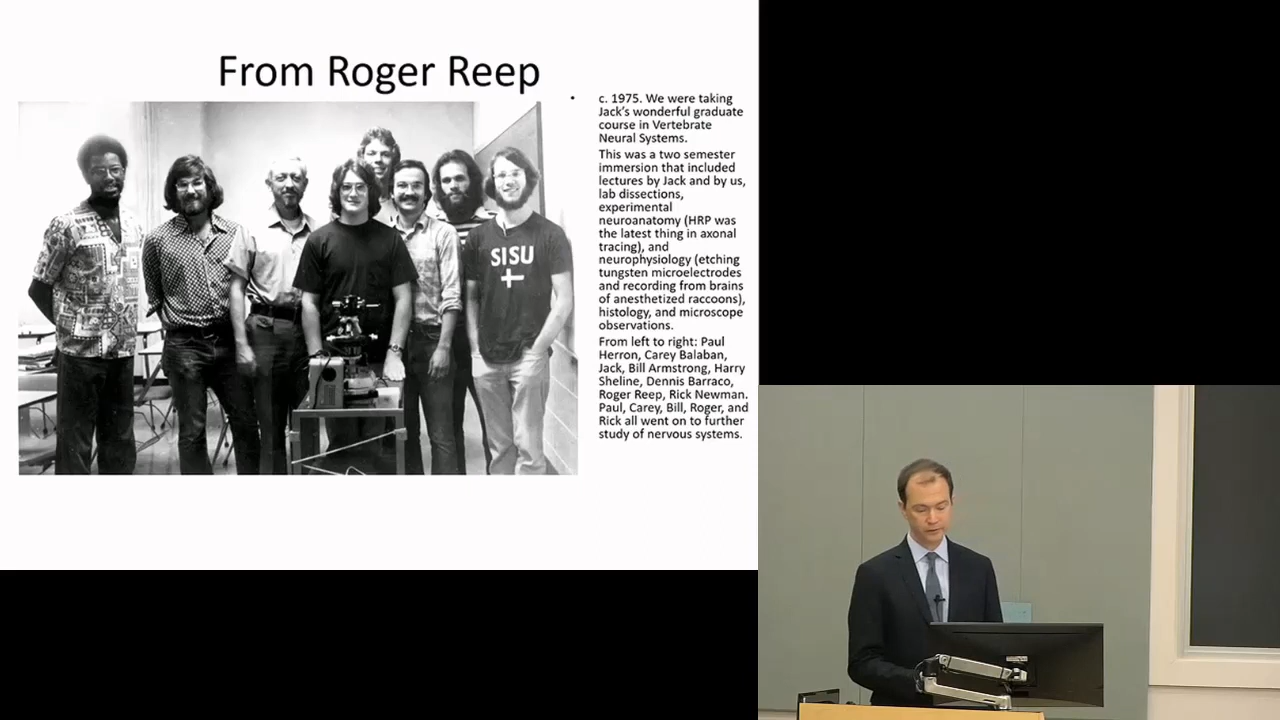 From Roger Reep
• c. 1975. We were taking
Jack's wonderful graduate
course in Vertebrate
Neural Systems.
This was a two semester
immersion that included
lectures by Jack and by us,
lab dissections,
experimental
neuroanatomy (HRP was
the latest thing in axonal
tracing), and
neurophysiology (etching
tungsten microelectrodes
and recording from brains
of anesthetized raccoons),
histology, and microscope
observations.
From left to right: Paul
Herron, Carey Balaban,
Jack, Bill Armstrong, Harry
Sheline, Dennis Barraco,
Roger Reep, Rick Newman.
Paul, Carey, Bill, Roger, and
Rick all went on to further
study of nervous systems.
SISU